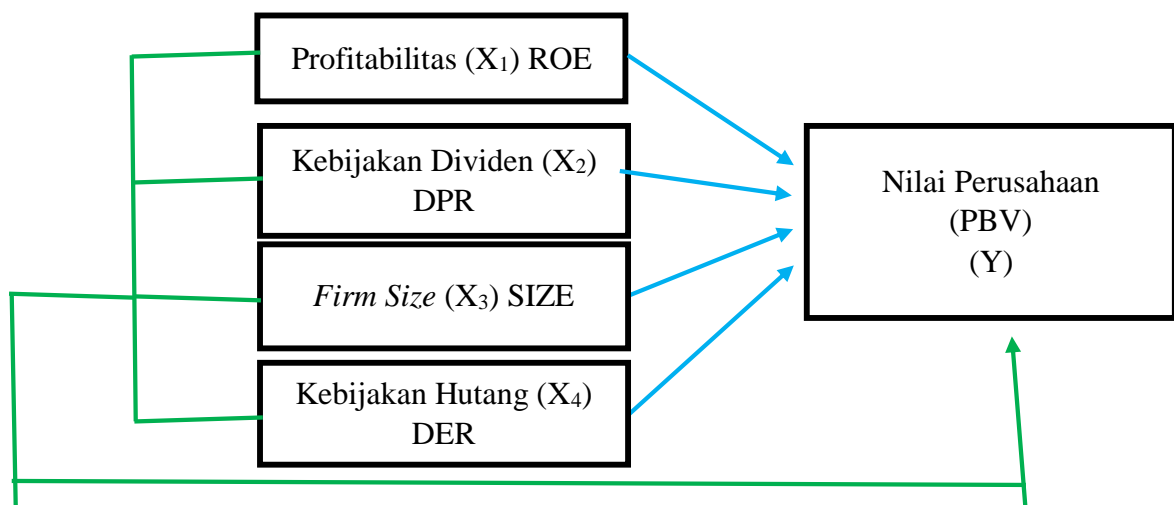 Profitabilitas (X₁) ROE
Kebijakan Dividen (X₂)
DPR
Firm Size (X₃) SIZE
Kebijakan Hutang (X₄)
DER
Nilai Perusahaan
(PBV)
(Y)